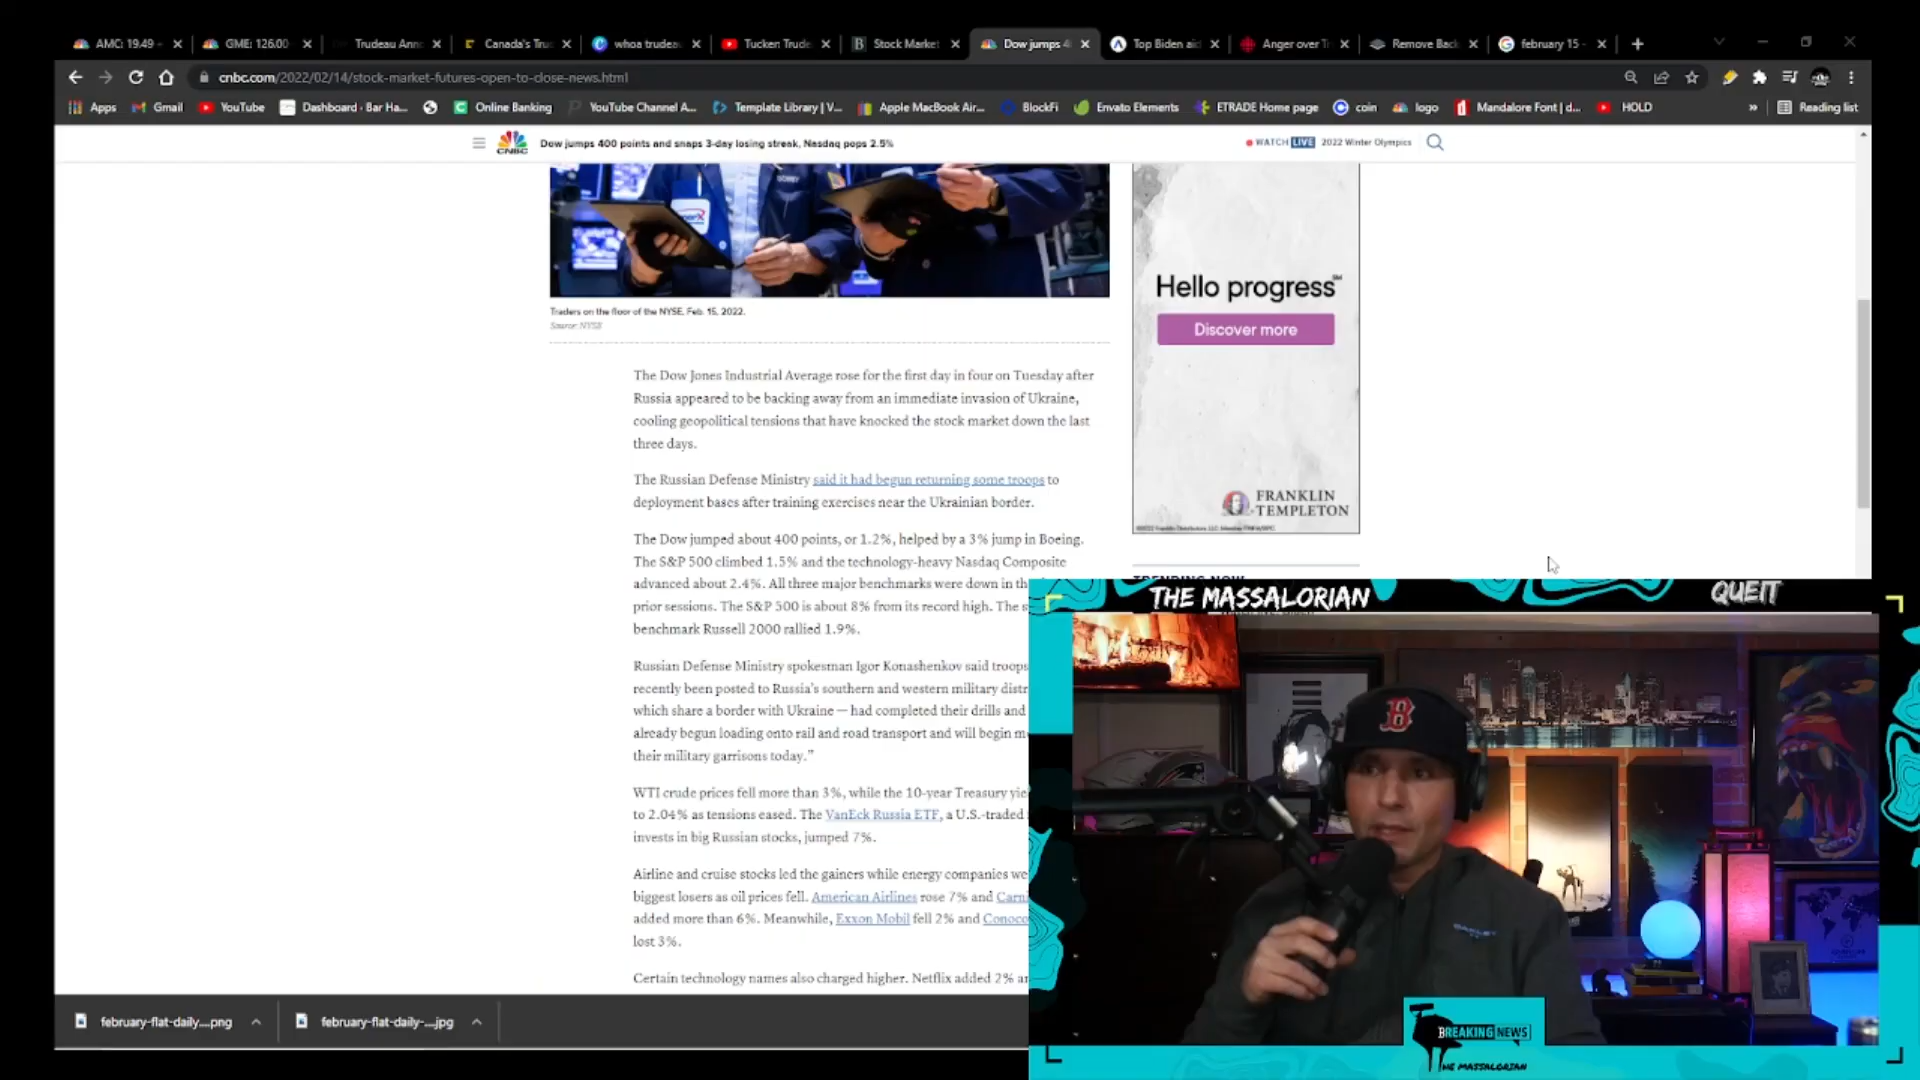 AMC: 19.49
GME: 126.00
Trudeau Ann
Canada's Tru
whoa trudea
Tucken Trude
Stock Market
Dow jumps 4
Top Biden ai
Anger over T
Remove Back
february 15 -
cnbc.com/2022/02/14/stock-market-futures-open-to-close-news.html
Apps
Gmail
YouTube
Dashboard - Bar Ha...
Online Banking
YouTube Channel A...
Template Library | V...
Apple MacBook Air...
BlockFi
Envato Elements
ETRADE Home page
coin
logo
Mandalore Font | d...
HOLD
»
Reading list
CNBC
Dow jumps 400 points and snaps 3-day losing streak, Nasdaq pops 2.5%
WATCH LIVE 2022 Winter Olympics
Traders on the floor of the NYSE, Feb. 15, 2022.
Source: NYSE
The Dow Jones Industrial Average rose for the first day in four on Tuesday after
Russia appeared to be backing away from an immediate invasion of Ukraine,
cooling geopolitical tensions that have knocked the stock market down the last
three days.
The Russian Defense Ministry said it had begun returning some troops to
deployment bases after training exercises near the Ukrainian border.
The Dow jumped about 400 points, or 1.2%, helped by a 3% jump in Boeing.
The S&P 500 climbed 1.5% and the technology-heavy Nasdaq Composite
advanced about 2.4%. All three major benchmarks were down in th
prior sessions. The S&P 500 is about 8% from its record high. The s
benchmark Russell 2000 rallied 1.9%.
Russian Defense Ministry spokesman Igor Konashenkov said troops
recently been posted to Russia's southern and western military distr
which share a border with Ukraine — had completed their drills and
already begun loading onto rail and road transport and will begin m
their military garrisons today."
WTI crude prices fell more than 3%, while the 10-year Treasury yie
to 2.04% as tensions eased. The VanEck Russia ETF, a U.S.-traded
invests in big Russian stocks, jumped 7%.
Airline and cruise stocks led the gainers while energy companies we
biggest losers as oil prices fell. American Airlines rose 7% and Carni
added more than 6%. Meanwhile, Exxon Mobil fell 2% and Conoco
lost 3%.
Certain technology names also charged higher. Netflix added 2% a
Hello progress℠
Discover more
FRANKLIN
TEMPLETON
TRENDING NOW
THE MASSALORIAN
QUEIT
B
OAKLEY
BREAKING NEWS
THE MASSALORIAN
february-flat-daily....png
february-flat-daily-....jpg